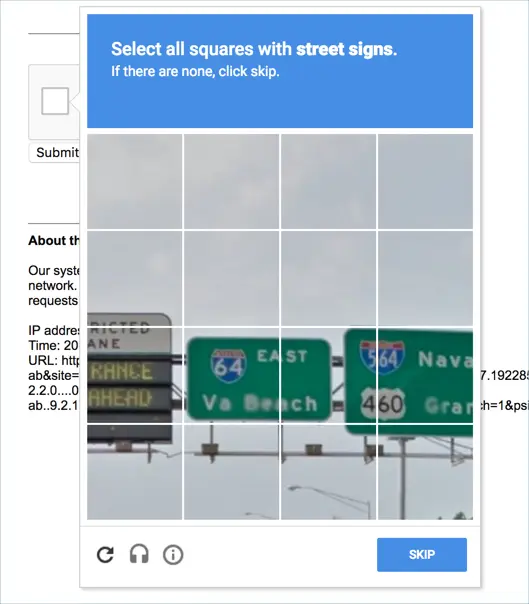 Select all squares with street signs.
If there are none, click skip.
Submit
About th
Our syste
network.
requests
IP addres
Time: 20
URL: http
ab&site=
7.192285
2.2.0....0
ab..9.2.1
ch=1&psi
RICTED
ANE
RANCE
AHEAD
64
EAST
Va Beach
564
Nava
460
Gran
SKIP